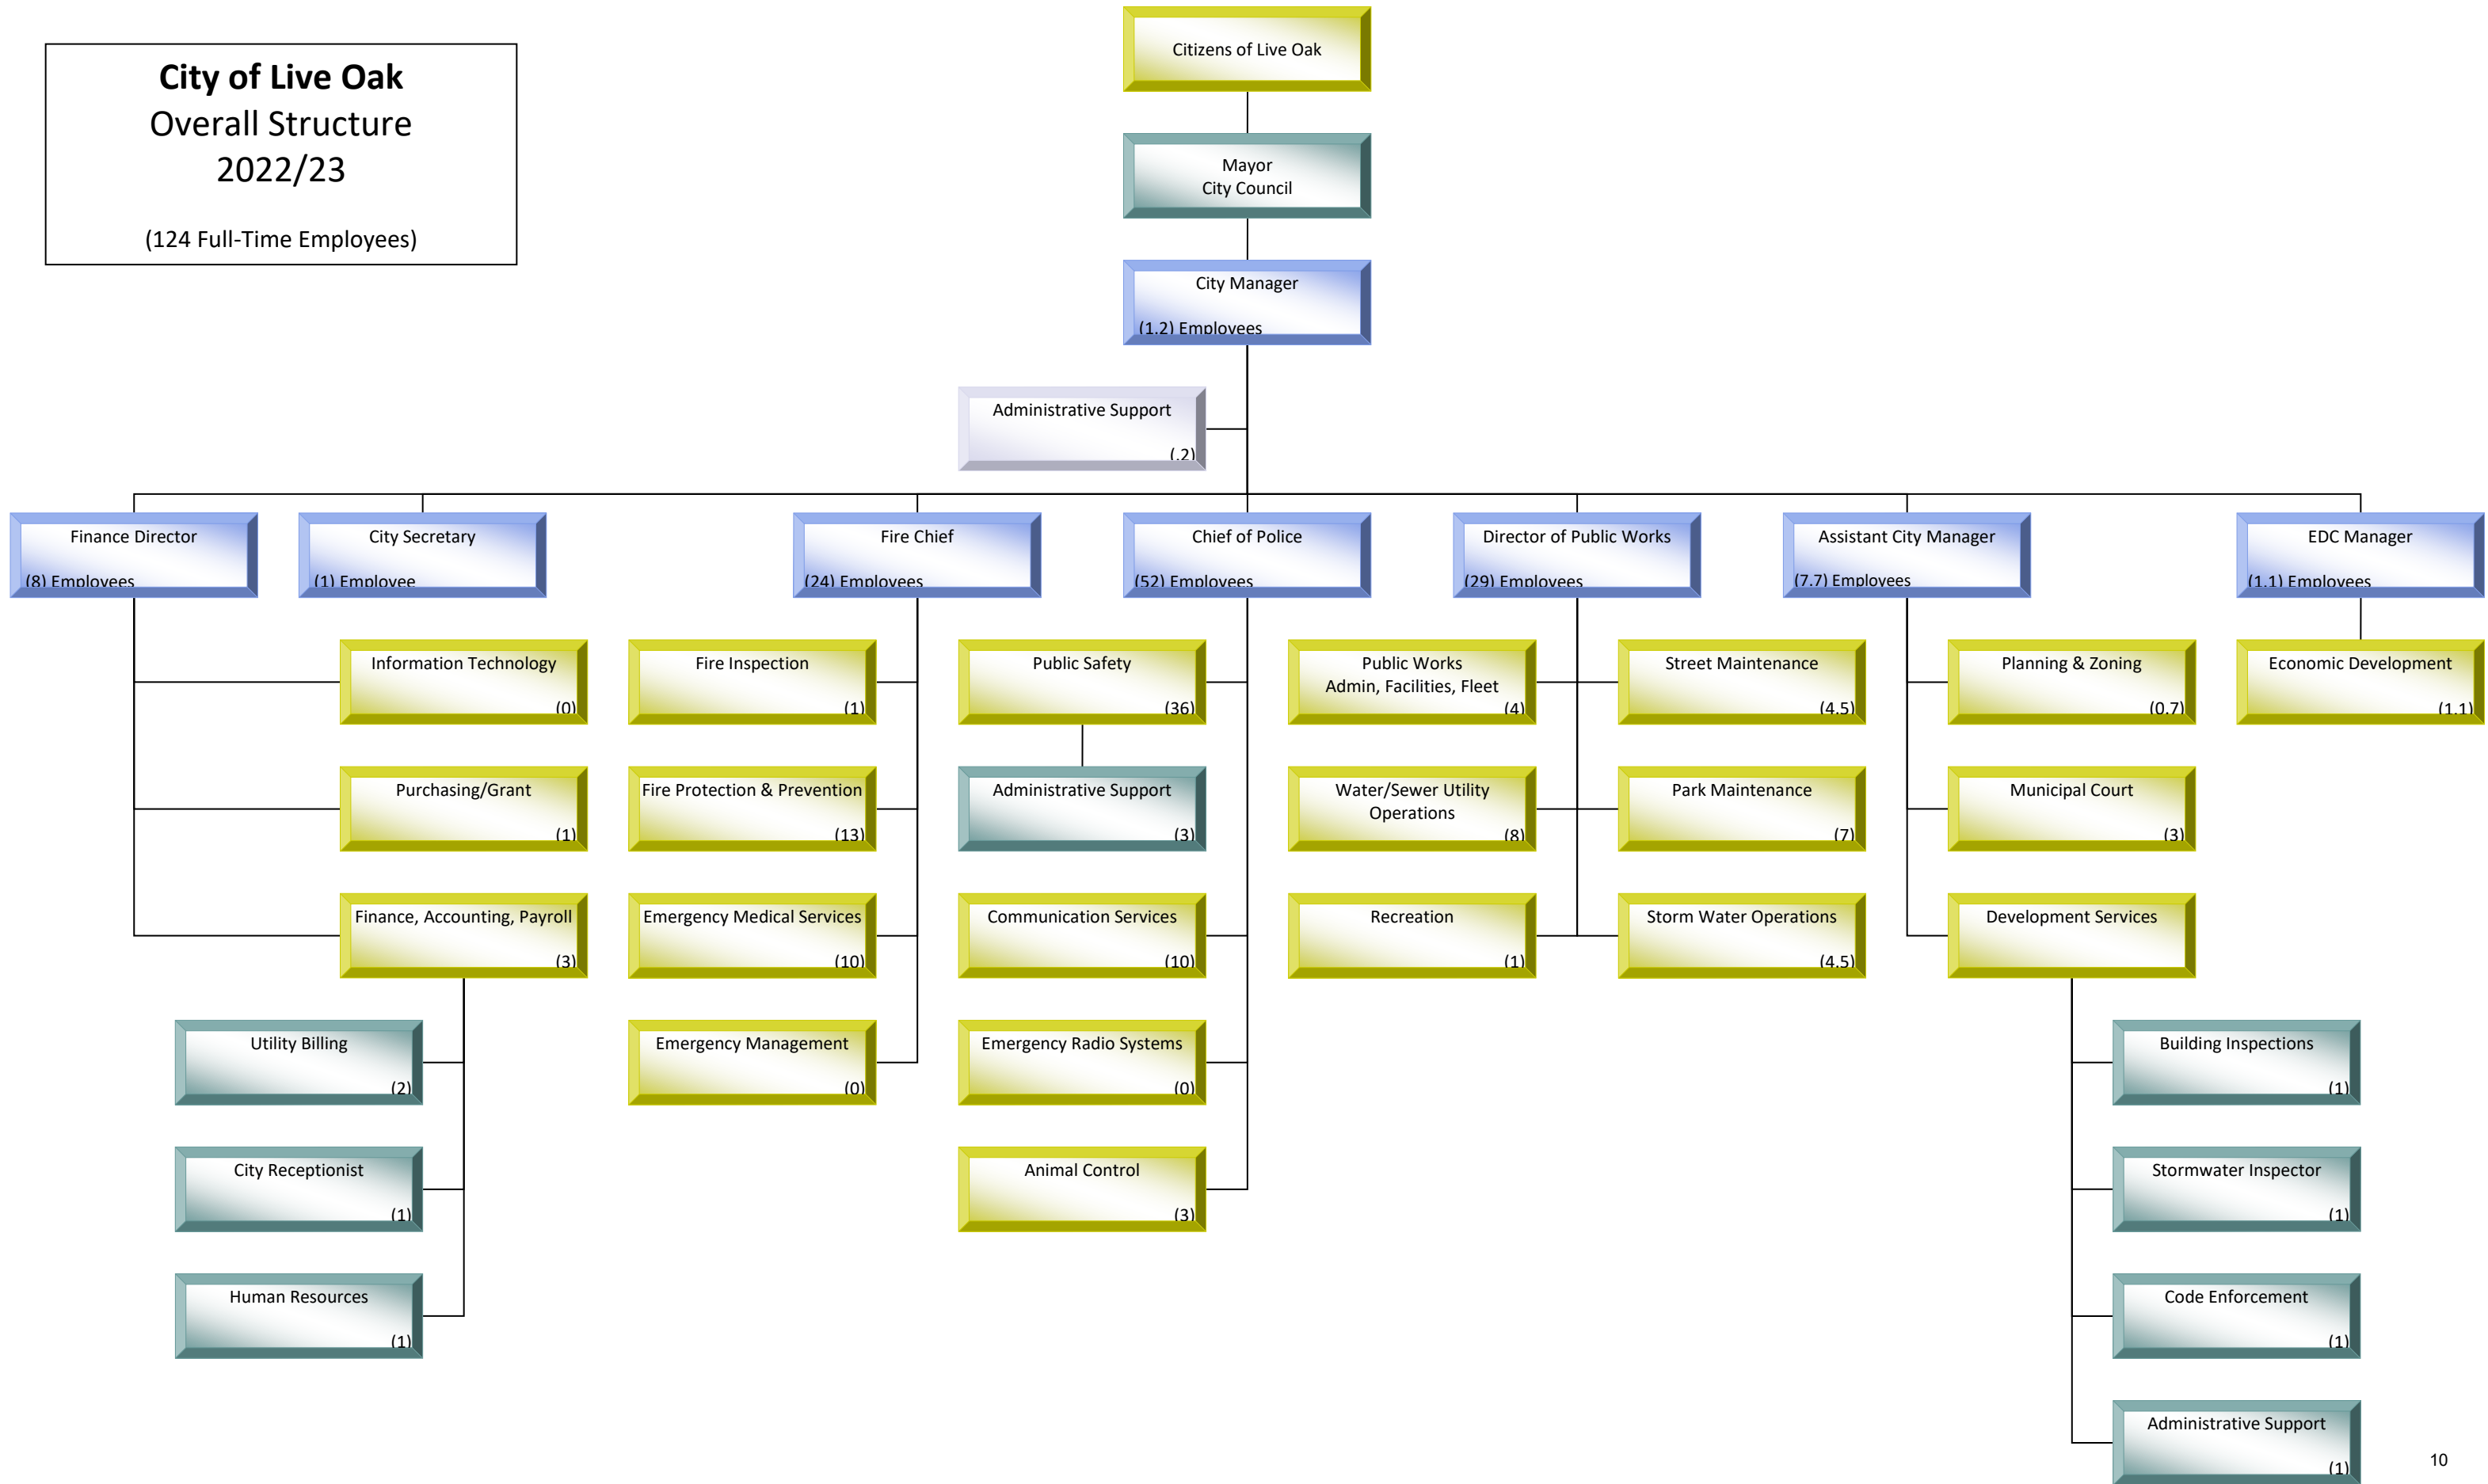 City of Live Oak
Overall Structure
2022/23
(124 Full-Time Employees)
Citizens of Live Oak
Mayor
City Council
City Manager
(1.2) Employees
Administrative Support
(.2)
Finance Director
(8) Employees
City Secretary
(1) Employee
Fire Chief
(24) Employees
Chief of Police
(52) Employees
Director of Public Works
(29) Employees
Assistant City Manager
(7.7) Employees
EDC Manager
(1.1) Employees
Information Technology
(0)
Fire Inspection
(1)
Public Safety
(36)
Public Works
Admin, Facilities, Fleet
(4)
Street Maintenance
(4.5)
Planning & Zoning
(0.7)
Economic Development
(1.1)
Purchasing/Grant
(1)
Fire Protection & Prevention
(13)
Administrative Support
(3)
Water/Sewer Utility
Operations
(8)
Park Maintenance
(7)
Municipal Court
(3)
Finance, Accounting, Payroll
(3)
Emergency Medical Services
(10)
Communication Services
(10)
Recreation
(1)
Storm Water Operations
(4.5)
Development Services
Utility Billing
(2)
Emergency Management
(0)
Emergency Radio Systems
(0)
Building Inspections
(1)
City Receptionist
(1)
Animal Control
(3)
Stormwater Inspector
(1)
Human Resources
(1)
Code Enforcement
(1)
Administrative Support
(1)
10